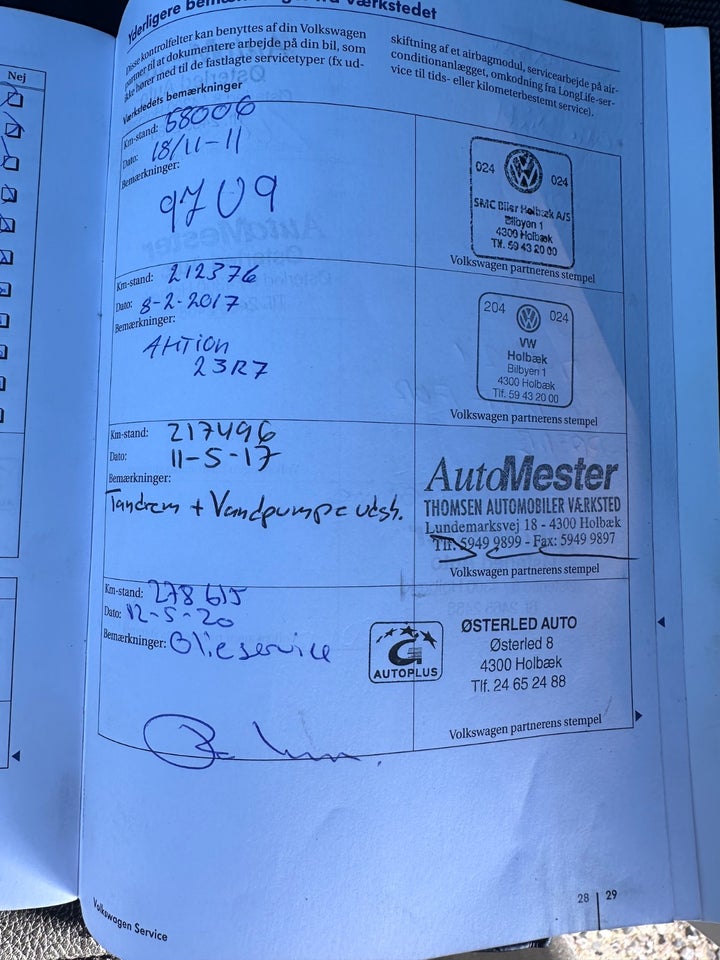 Nej
Yderligere bemærkninger fra værkstedet
Disse kontrolfelter kan benyttes af din Volkswagen
partner til at dokumentere arbejde på din bil, som
ikke hører med til de fastlagte servicetyper (fx ud-
skiftning af et airbagmodul, servicearbejde på air-
conditionanlægget, omkodning fra LongLife-ser-
vice til tids- eller kilometerbestemt service).
Værkstedets bemærkninger
Km-stand: 68006
Dato: 18/11-11
Bemærkninger:
97U9
024 024
SMC Biler Holbæk A/S
Bilbyen 1
4300 Holbæk
Tlf. 59 43 20 00
Volkswagen partnerens stempel
Km-stand: 212376
Dato: 8-2-2017
Bemærkninger:
AKTION
23R7
204 024
VW
Holbæk
Bilbyen 1
4300 Holbæk
Tlf. 59 43 20 00
Volkswagen partnerens stempel
Km-stand: 217496
Dato: 11-5-17
Bemærkninger:
Tandrem + Vandpumpe udsk.
AutoMester
THOMSEN AUTOMOBILER VÆRKSTED
Lundemarksvej 18 - 4300 Holbæk
Tlf. 5949 9899 - Fax: 5949 9897
Volkswagen partnerens stempel
Km-stand: 278615
Dato: 12-5-20
Bemærkninger: Olieservice
AUTOPLUS
ØSTERLED AUTO
Østerled 8
4300 Holbæk
Tlf. 24 65 24 88
Volkswagen partnerens stempel
Volkswagen Service
28 | 29